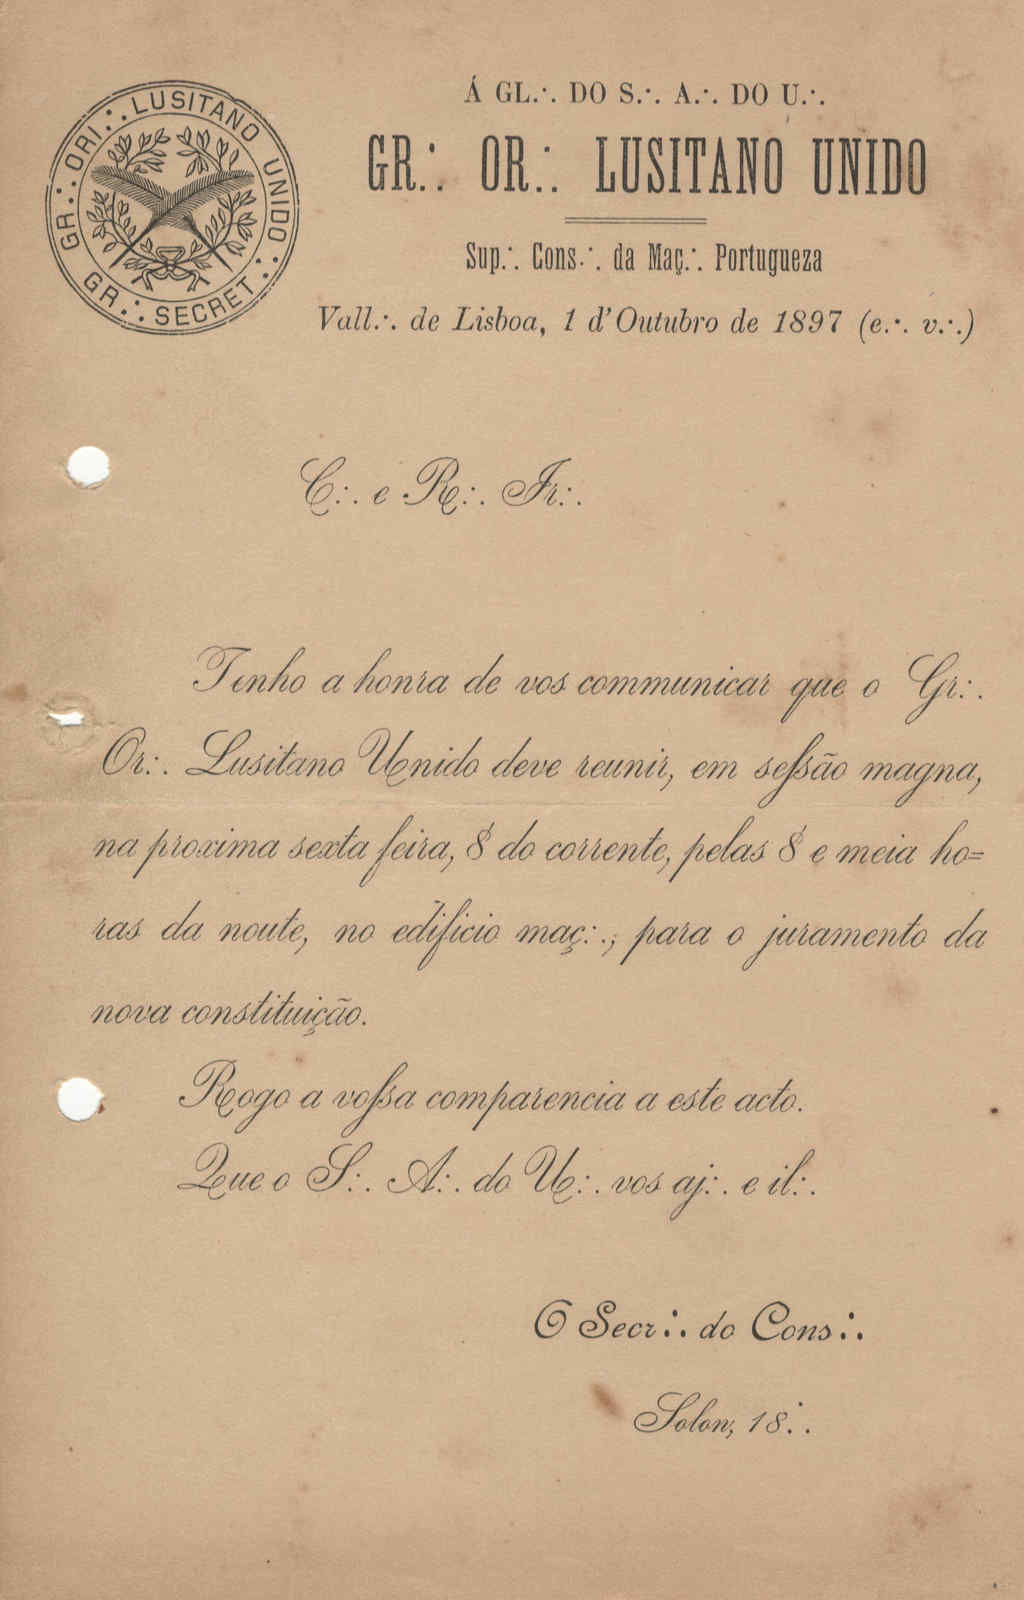 GR∴ ORI∴ LUSITANO UNIDO∴
GR∴ SECRET∴
Á GL∴ DO S∴ A∴ DO U∴
GR∴ OR∴ LUSITANO UNIDO
Sup∴ Cons∴ da Maç∴ Portugueza
Vall∴ de Lisboa, 1 d'Outubro de 1897 (e∴ v∴)
C∴ e R∴ Ir∴
Tenho a honra de vos communicar que o Gr∴
Or∴ Lusitano Unido deve reunir, em seſsão magna,
na proxima sexta feira, 8 do corrente, pelas 8 e meia ho=
ras da noute, no edificio maç∴, para o juramento da
nova constituição.
Rogo a voſsa comparencia a este acto.
Que o S∴ A∴ do U∴ vos aj∴ e il∴
O Secr∴ do Cons∴
Solon, 18∴